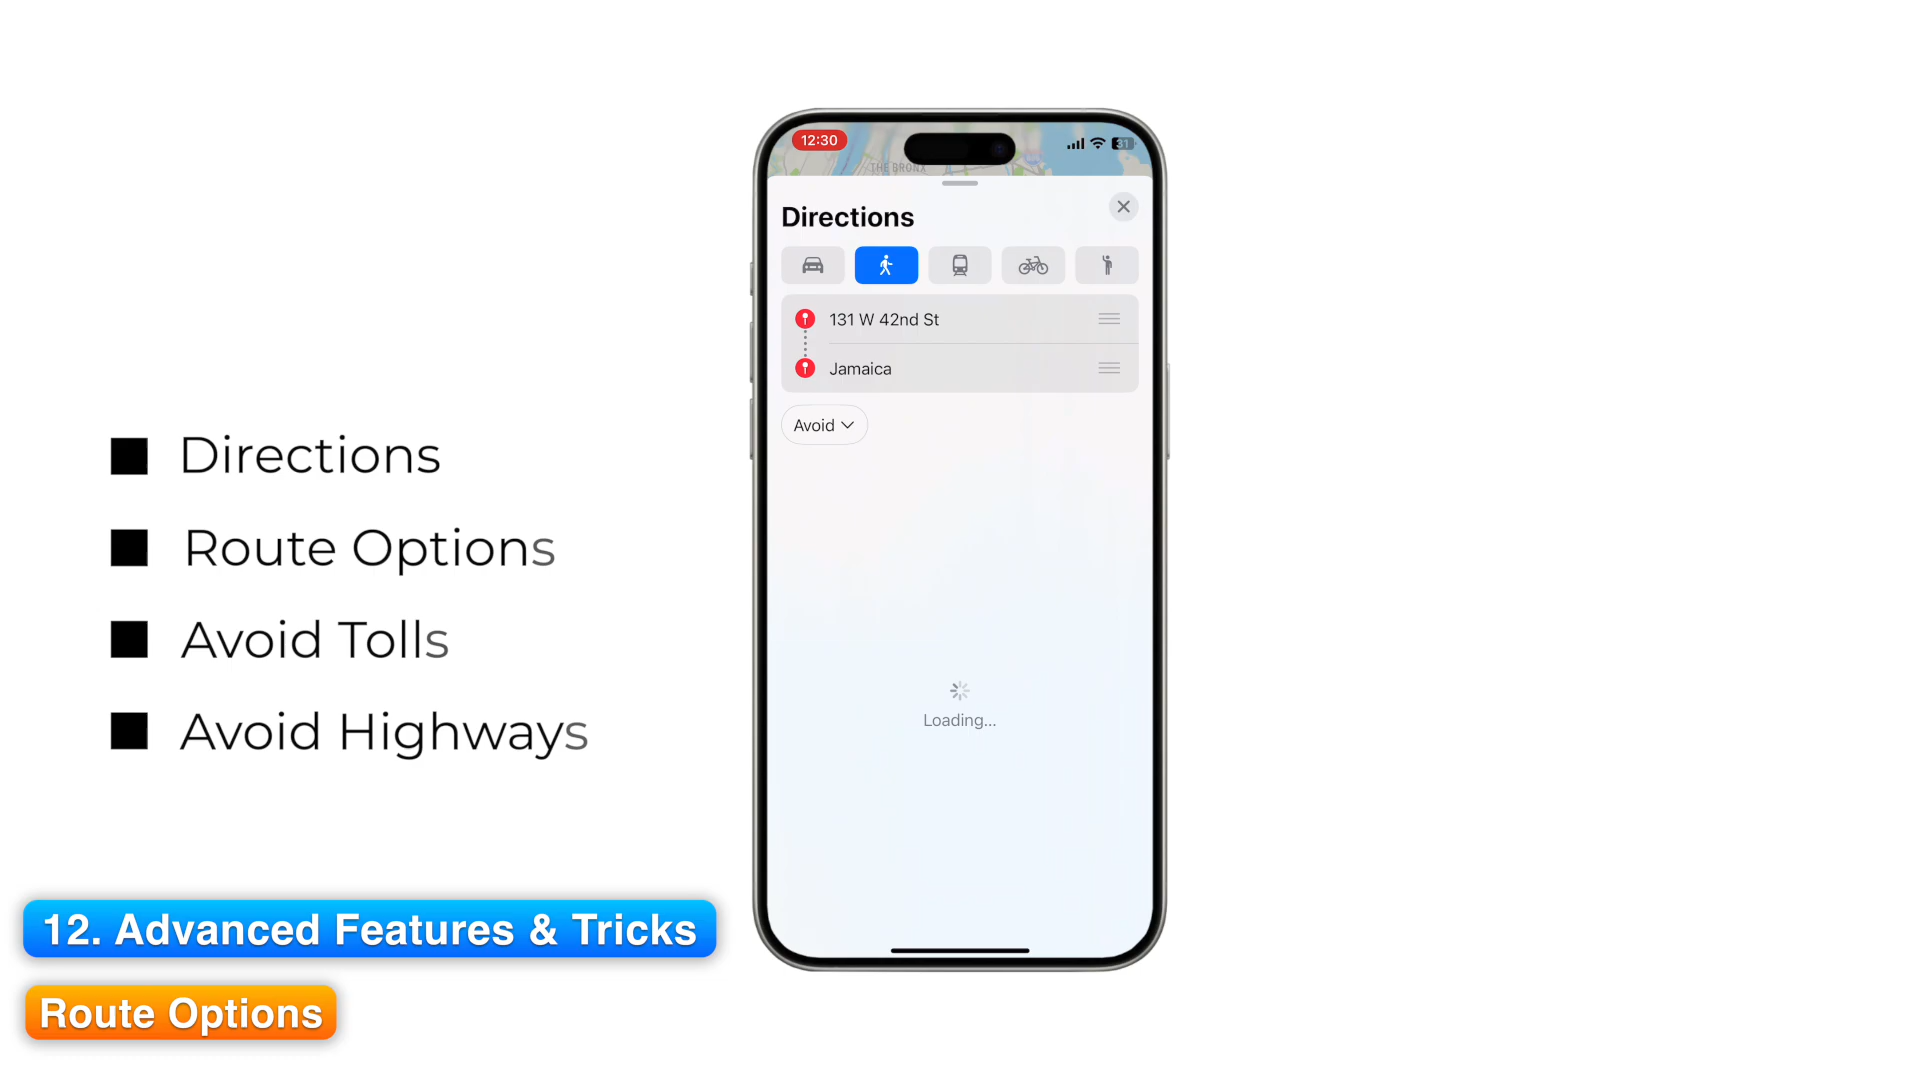 12:30
31
THE BRONX
Directions
131 W 42nd St
Jamaica
Avoid
Loading...
Directions
Route Options
Avoid Tolls
Avoid Highways
12. Advanced Features & Tricks
Route Options